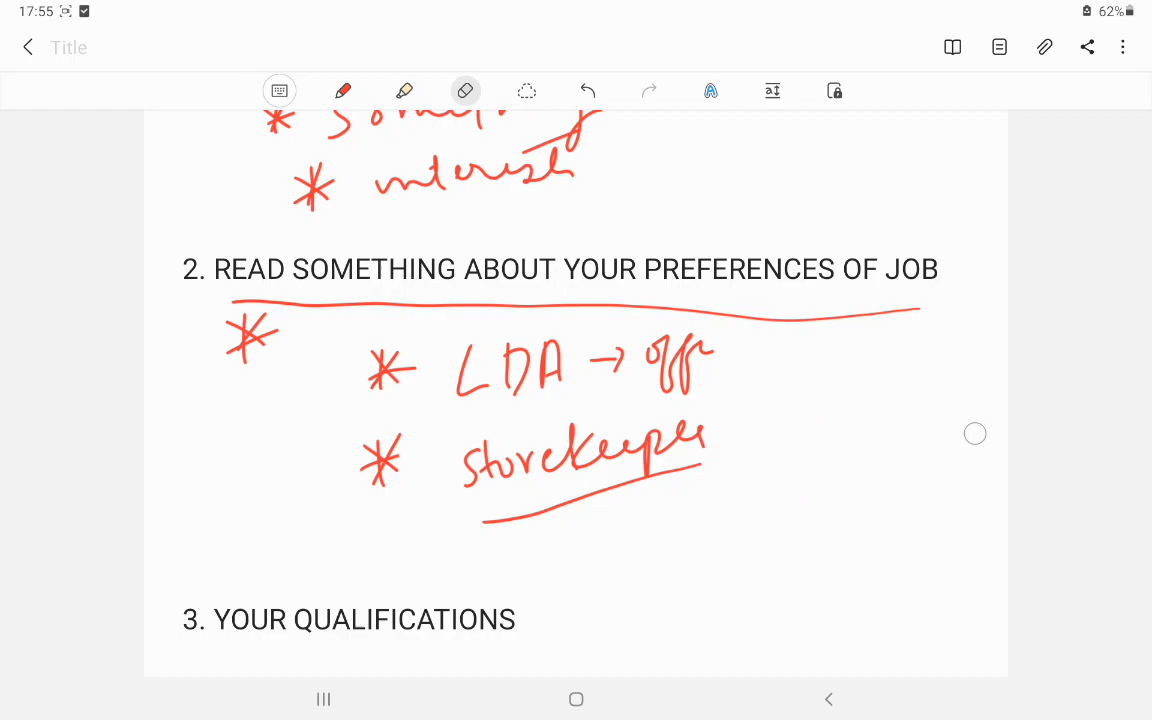 17:55 62%
Title
* something
* interest
2. READ SOMETHING ABOUT YOUR PREFERENCES OF JOB
*
* LDA → off
* storekeeper
3. YOUR QUALIFICATIONS